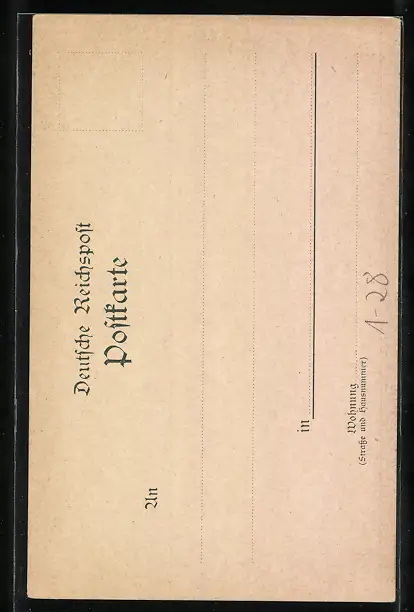 Deutsche Reichspost
Postkarte
An
in
Wohnung
(Straße und Hausnummer)
1-28